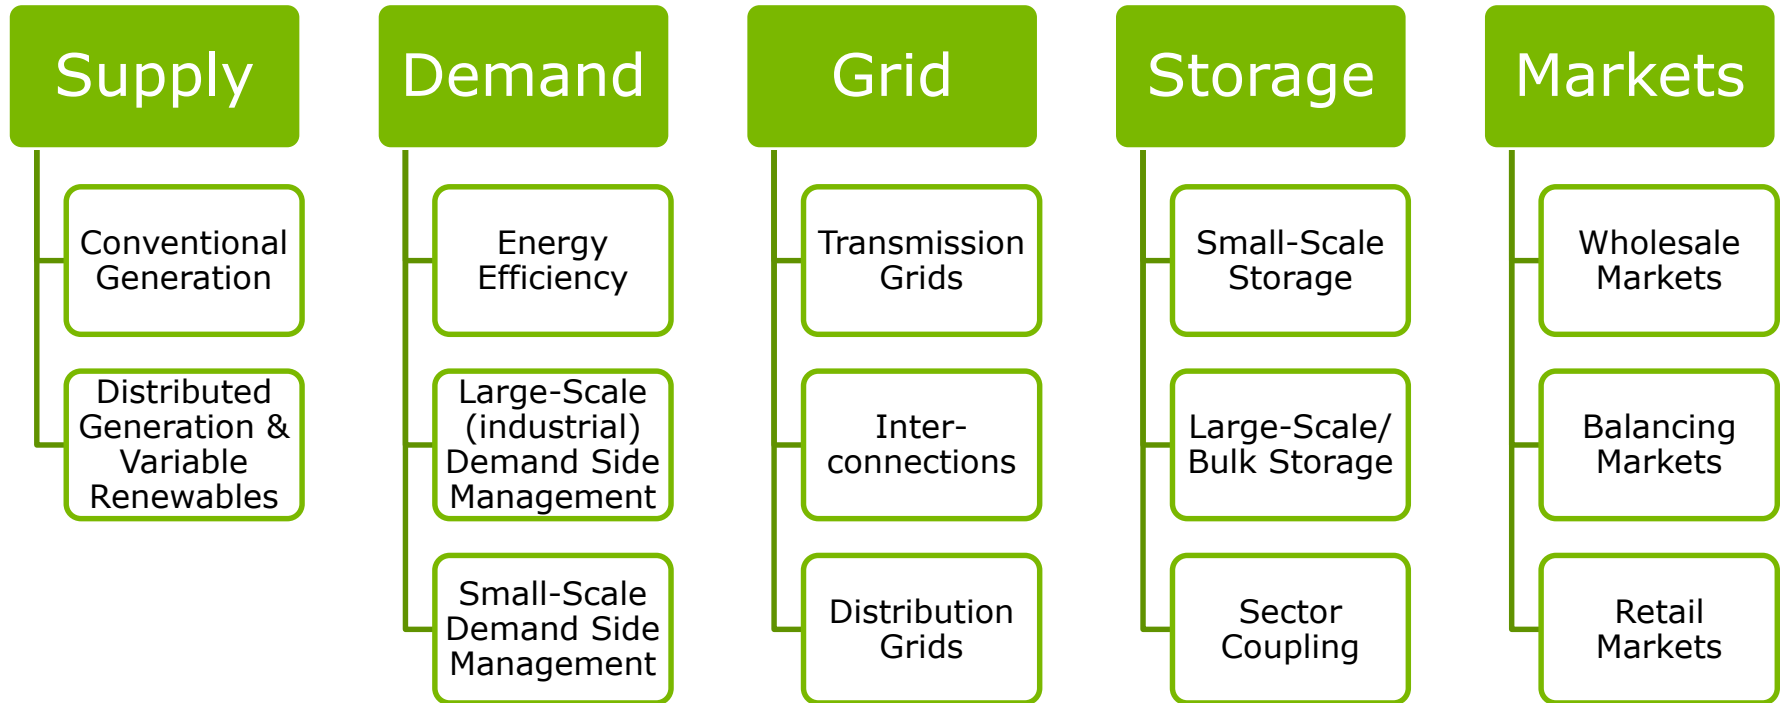 Supply
Conventional
Generation
Distributed
Generation &
Variable
Renewables
Demand
Energy
Efficiency
Large-Scale
(industrial)
Demand Side
Management
Small-Scale
Demand Side
Management
Grid
Transmission
Grids
Inter-
connections
Distribution
Grids
Storage
Small-Scale
Storage
Large-Scale/
Bulk Storage
Sector
Coupling
Markets
Wholesale
Markets
Balancing
Markets
Retail
Markets